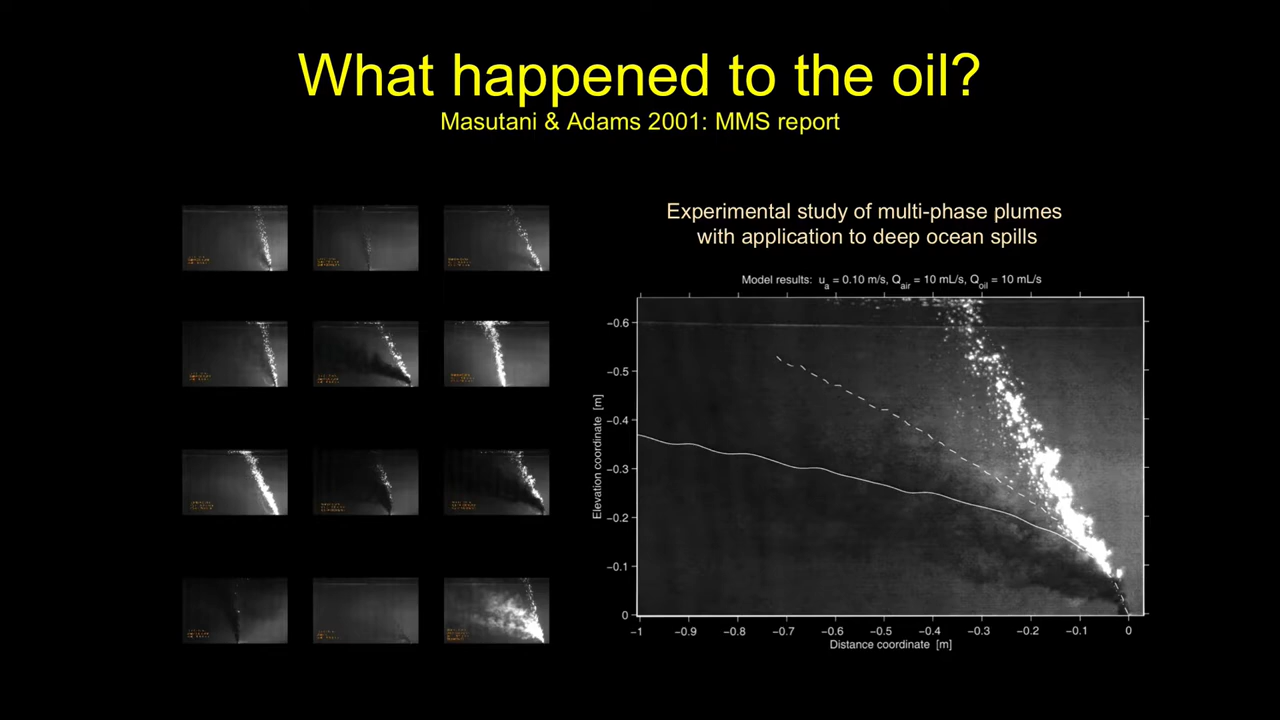 What happened to the oil?
Masutani & Adams 2001: MMS report
Experimental study of multi-phase plumes
with application to deep ocean spills
Model results: u_a = 0.10 m/s, Q_air = 10 mL/s, Q_oil = 10 mL/s
Elevation coordinate [m]
−0.6
−0.5
−0.4
−0.3
−0.2
−0.1
0
−1 −0.9 −0.8 −0.7 −0.6 −0.5 −0.4 −0.3 −0.2 −0.1 0
Distance coordinate [m]